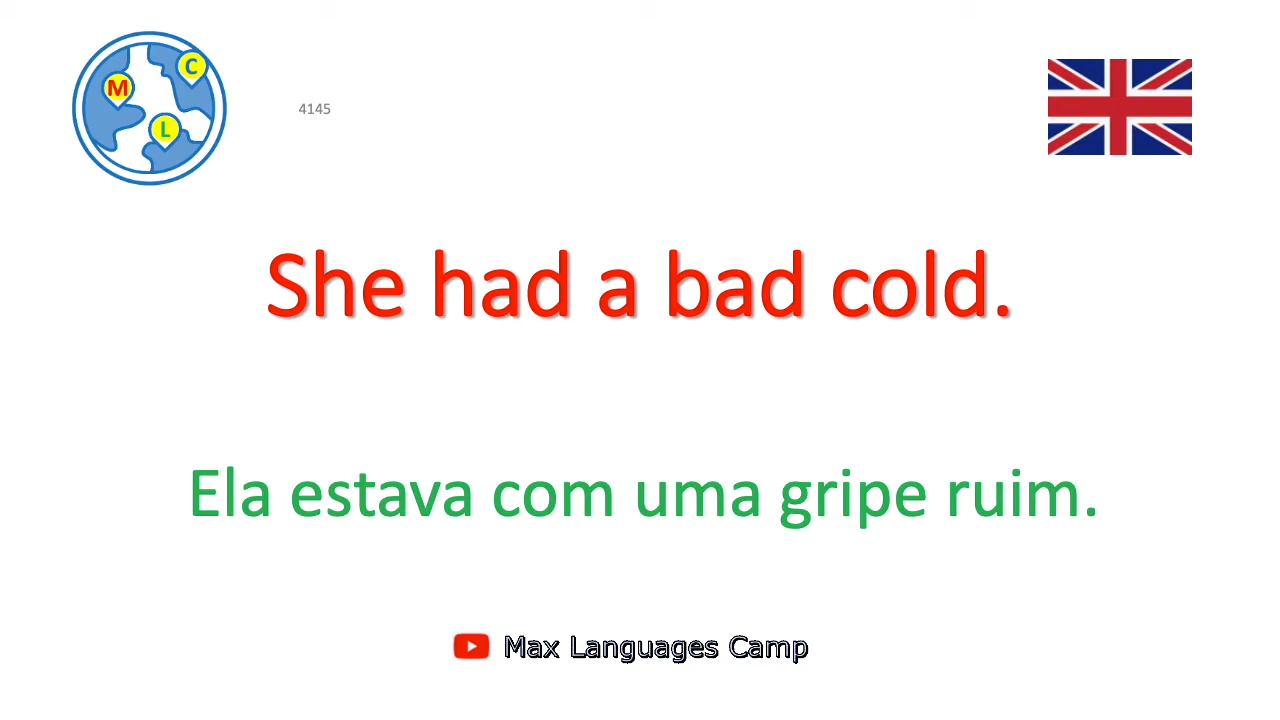 M
C
L
4145
She had a bad cold.
Ela estava com uma gripe ruim.
Max Languages Camp